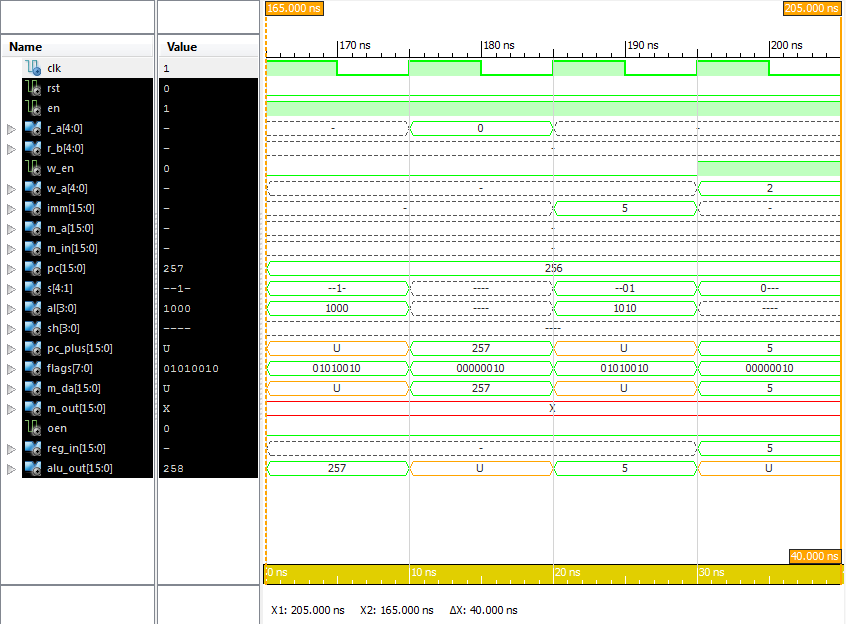 165.000 ns 205.000 ns
Name Value 170 ns 180 ns 190 ns 200 ns
clk 1
rst 0
en 1
r_a[4:0] - - 0 -
r_b[4:0] - -
w_en 0
w_a[4:0] - - 2
imm[15:0] - - 5 -
m_a[15:0] - -
m_in[15:0] - -
pc[15:0] 257 256
s[4:1] --1- --1- ---- --01 0---
al[3:0] 1000 1000 ---- 1010 ----
sh[3:0] ---- ----
pc_plus[15:0] U U 257 U 5
flags[7:0] 01010010 01010010 00000010 01010010 00000010
m_da[15:0] U U 257 U 5
m_out[15:0] X X
oen 0
reg_in[15:0] - - 5
alu_out[15:0] 258 257 U 5 U
40.000 ns
0 ns 10 ns 20 ns 30 ns
X1: 205.000 ns X2: 165.000 ns ΔX: 40.000 ns